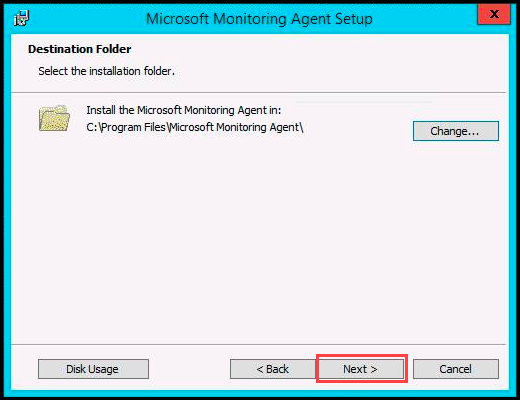 Microsoft Monitoring Agent Setup
x
Destination Folder
Select the installation folder.
Install the Microsoft Monitoring Agent in:
C:\Program Files\Microsoft Monitoring Agent\
Change...
Disk Usage
< Back
Next >
Cancel